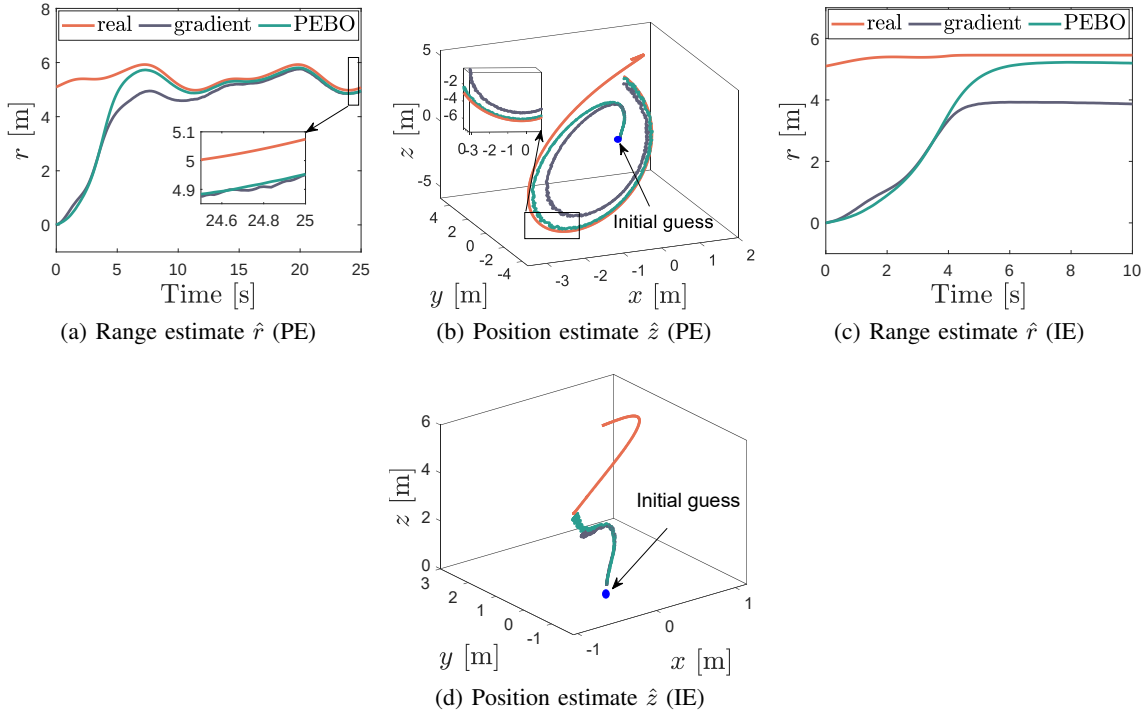 real gradient PEBO
8
6
4
2
0
r [m]
5.1
5
4.9
24.6 24.8 25
0 5 10 15 20 25
Time [s]
(a) Range estimate r̂ (PE)
5
0
-5
z [m]
-2
-4
-6
0-3 -2 -1 0
Initial guess
4
2
0
-2
-4
y [m]
-3 -2 -1 0 1 2
x [m]
(b) Position estimate ẑ (PE)
real gradient PEBO
6
4
2
0
r [m]
0 2 4 6 8 10
Time [s]
(c) Range estimate r̂ (IE)
6
4
2
0
z [m]
Initial guess
3
2
1
0
-1
y [m]
-1 0 1
x [m]
(d) Position estimate ẑ (IE)